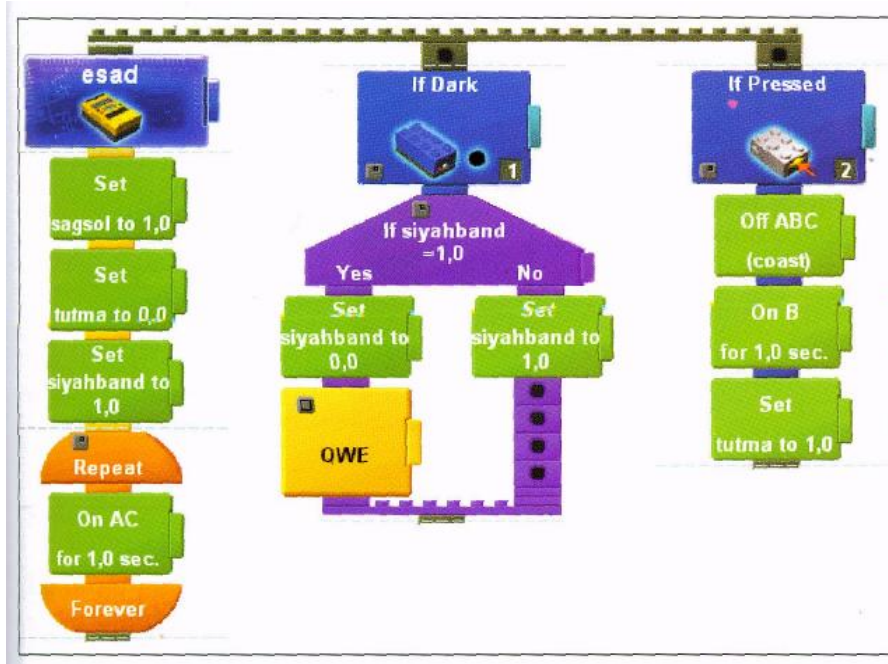 esad
Set
sagsol to 1,0
Set
tutma to 0,0
Set
siyahband to
1,0
Repeat
On AC
for 1,0 sec.
Forever
If Dark
1
If siyahband
=1,0
Yes
No
Set
siyahband to
0,0
Set
siyahband to
1,0
QWE
If Pressed
2
Off ABC
(coast)
On B
for 1,0 sec.
Set
tutma to 1,0